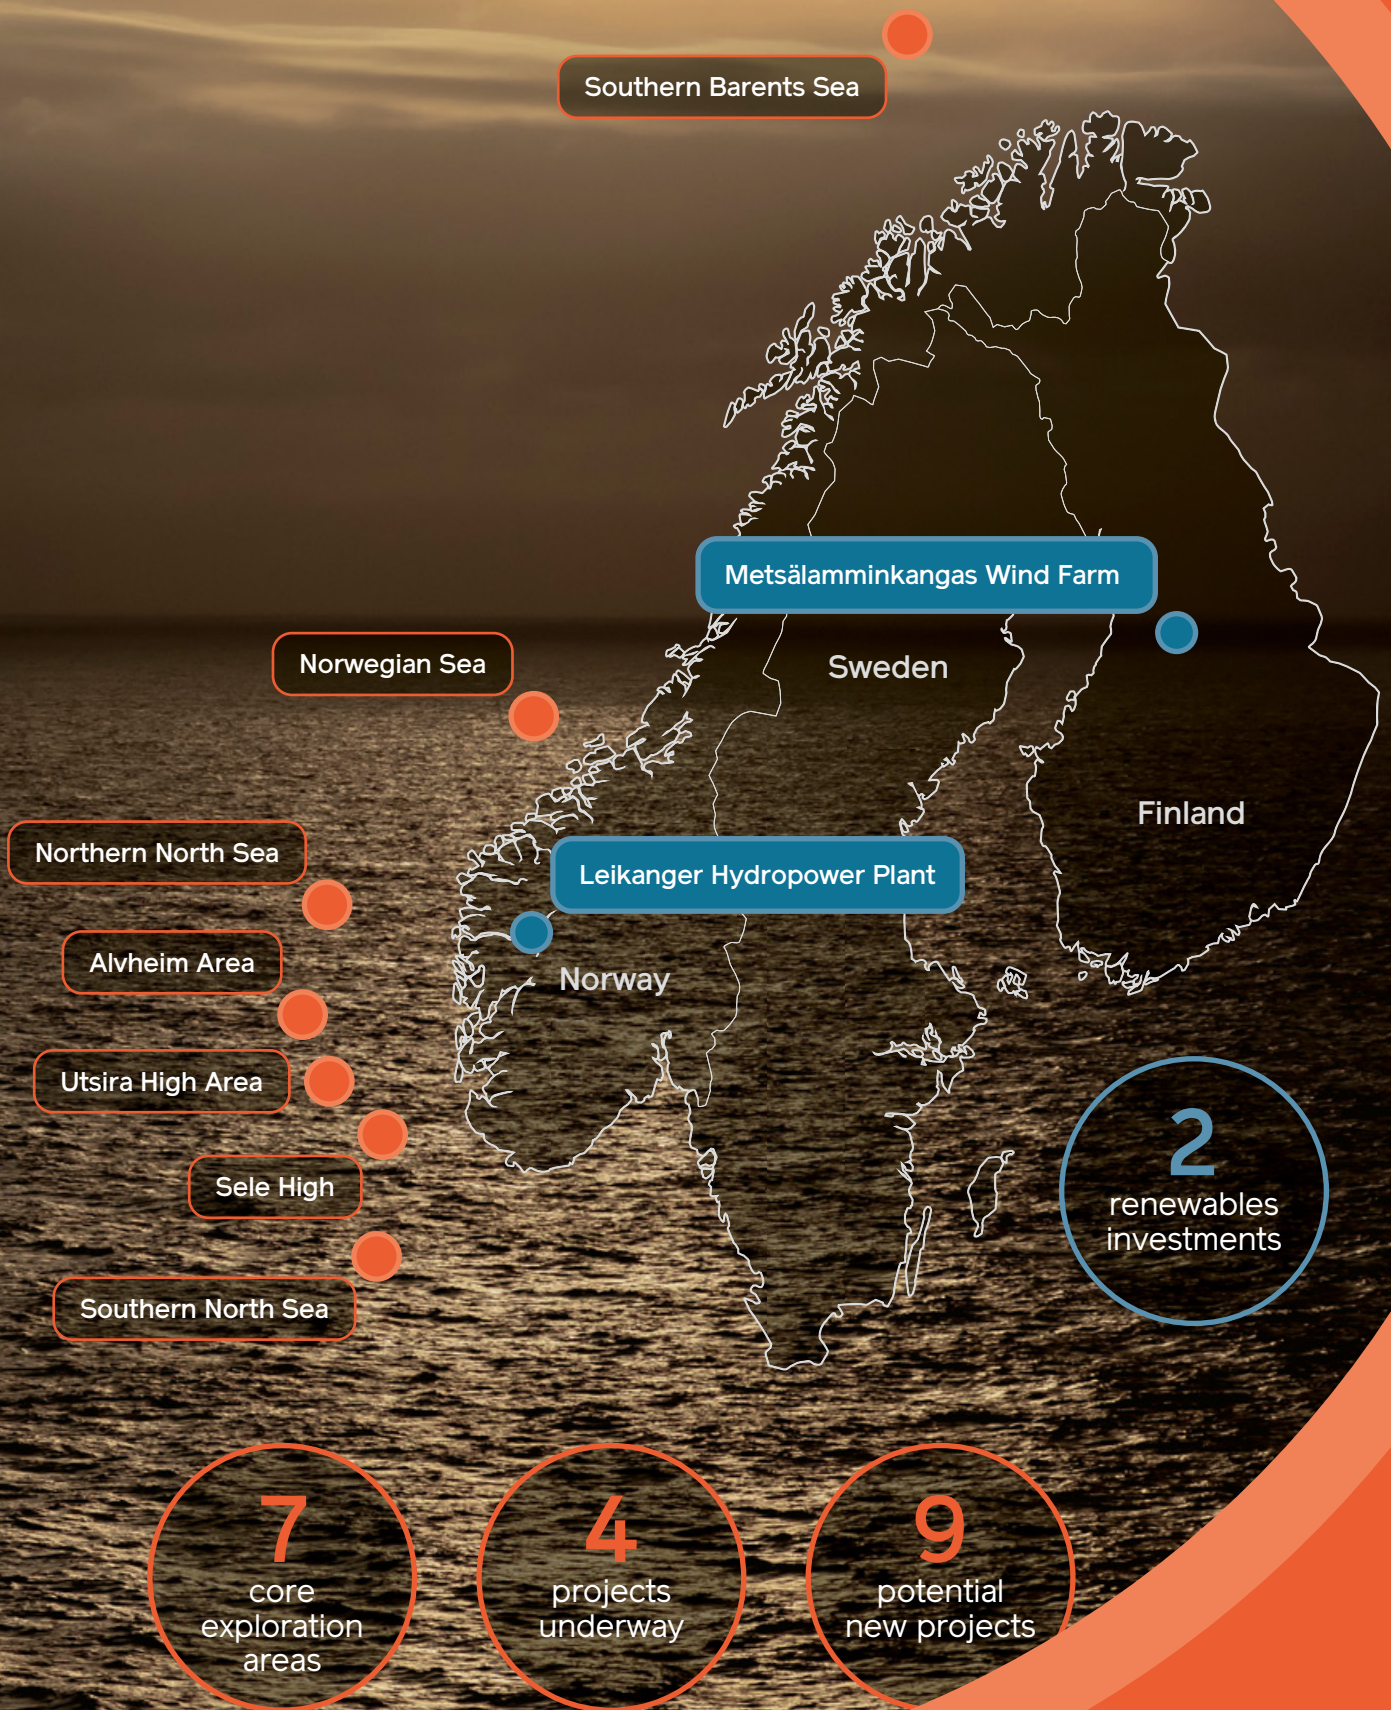 Southern Barents Sea
Metsälamminkangas Wind Farm
Norwegian Sea
Sweden
Finland
Northern North Sea
Leikanger Hydropower Plant
Alvheim Area
Norway
Utsira High Area
Sele High
Southern North Sea
2
renewables
investments
7
core
exploration
areas
4
projects
underway
9
potential
new projects